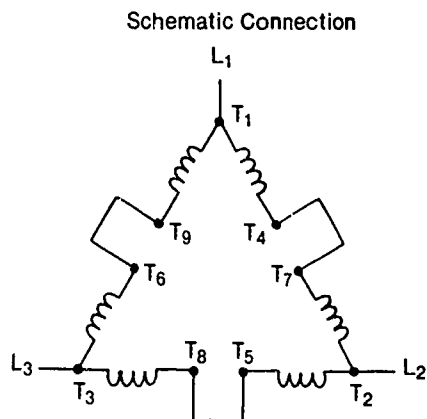 Schematic Connection
L1
T1
T9 T4
T6 T7
L3 T8 T5 L2
T3 T2